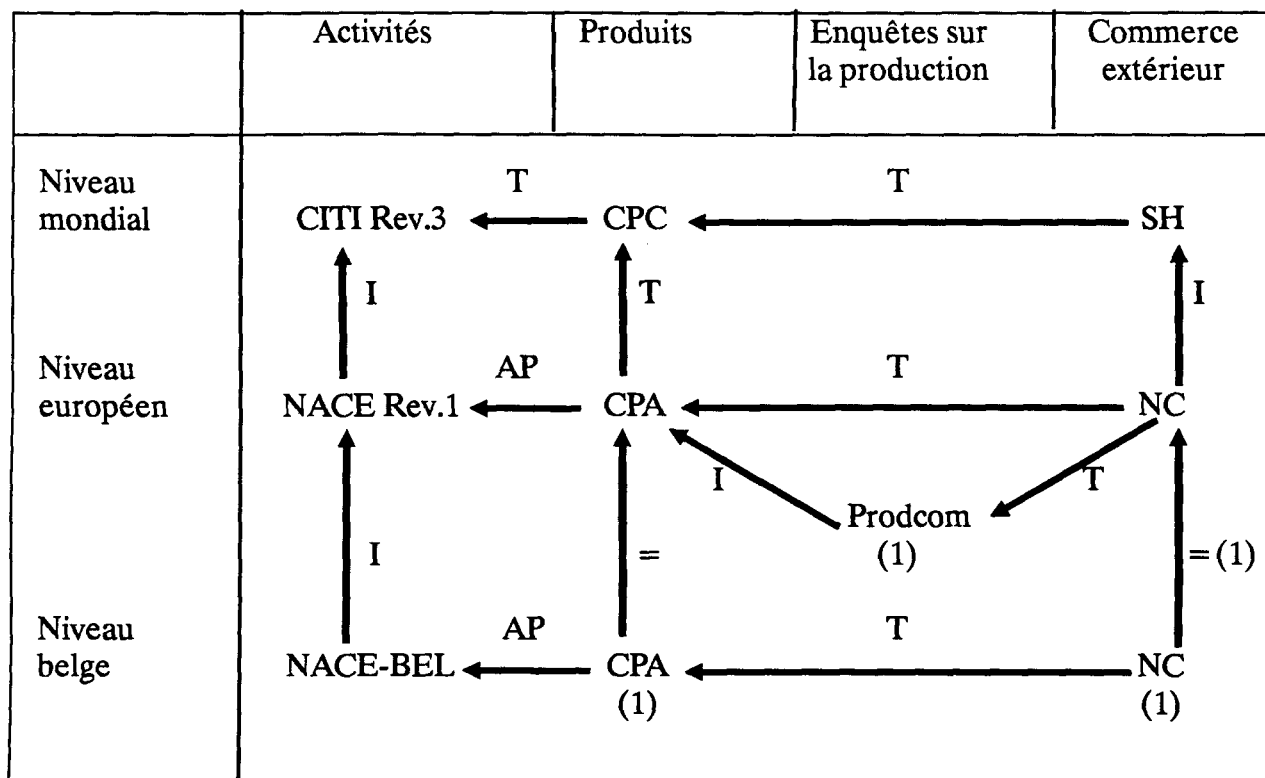 Activités Produits Enquêtes sur Commerce
la production extérieur
Niveau T T
mondial CITI Rev.3 CPC SH
I T I
Niveau AP T
européen NACE Rev.1 CPA NC
I T
Prodcom
(1)
I = = (1)
Niveau AP T
belge NACE-BEL CPA NC
(1) (1)